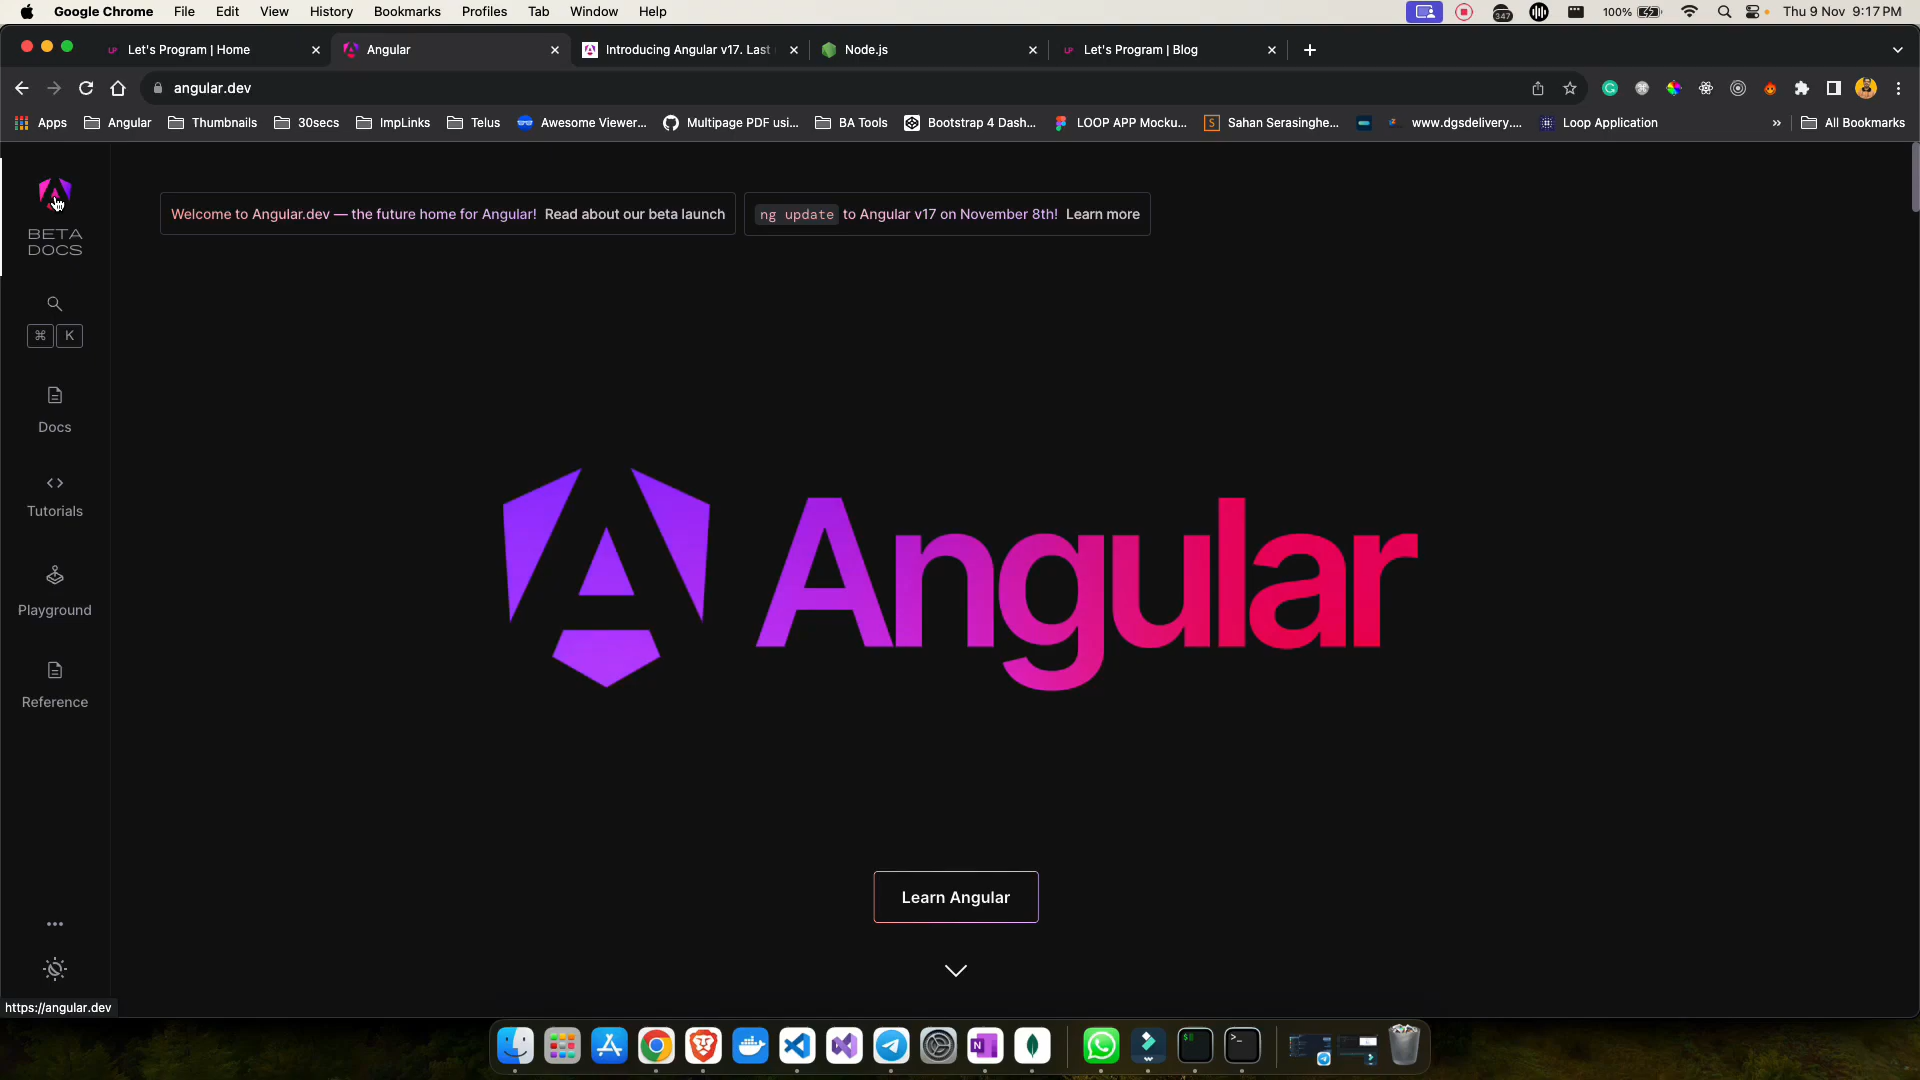 Google Chrome File Edit View History Bookmarks Profiles Tab Window Help 347 100% Thu 9 Nov 9:17 PM
Let's Program | Home Angular Introducing Angular v17. Last Node.js Let's Program | Blog
angular.dev
Apps Angular Thumbnails 30secs ImpLinks Telus Awesome Viewer... Multipage PDF usi... BA Tools Bootstrap 4 Dash... LOOP APP Mocku... Sahan Serasinghe... www.dgsdelivery.... Loop Application » All Bookmarks
Welcome to Angular.dev — the future home for Angular! Read about our beta launch
ng update to Angular v17 on November 8th! Learn more
BETA
DOCS
⌘ K
Docs
Tutorials
Playground
Reference
Angular
Learn Angular
https://angular.dev